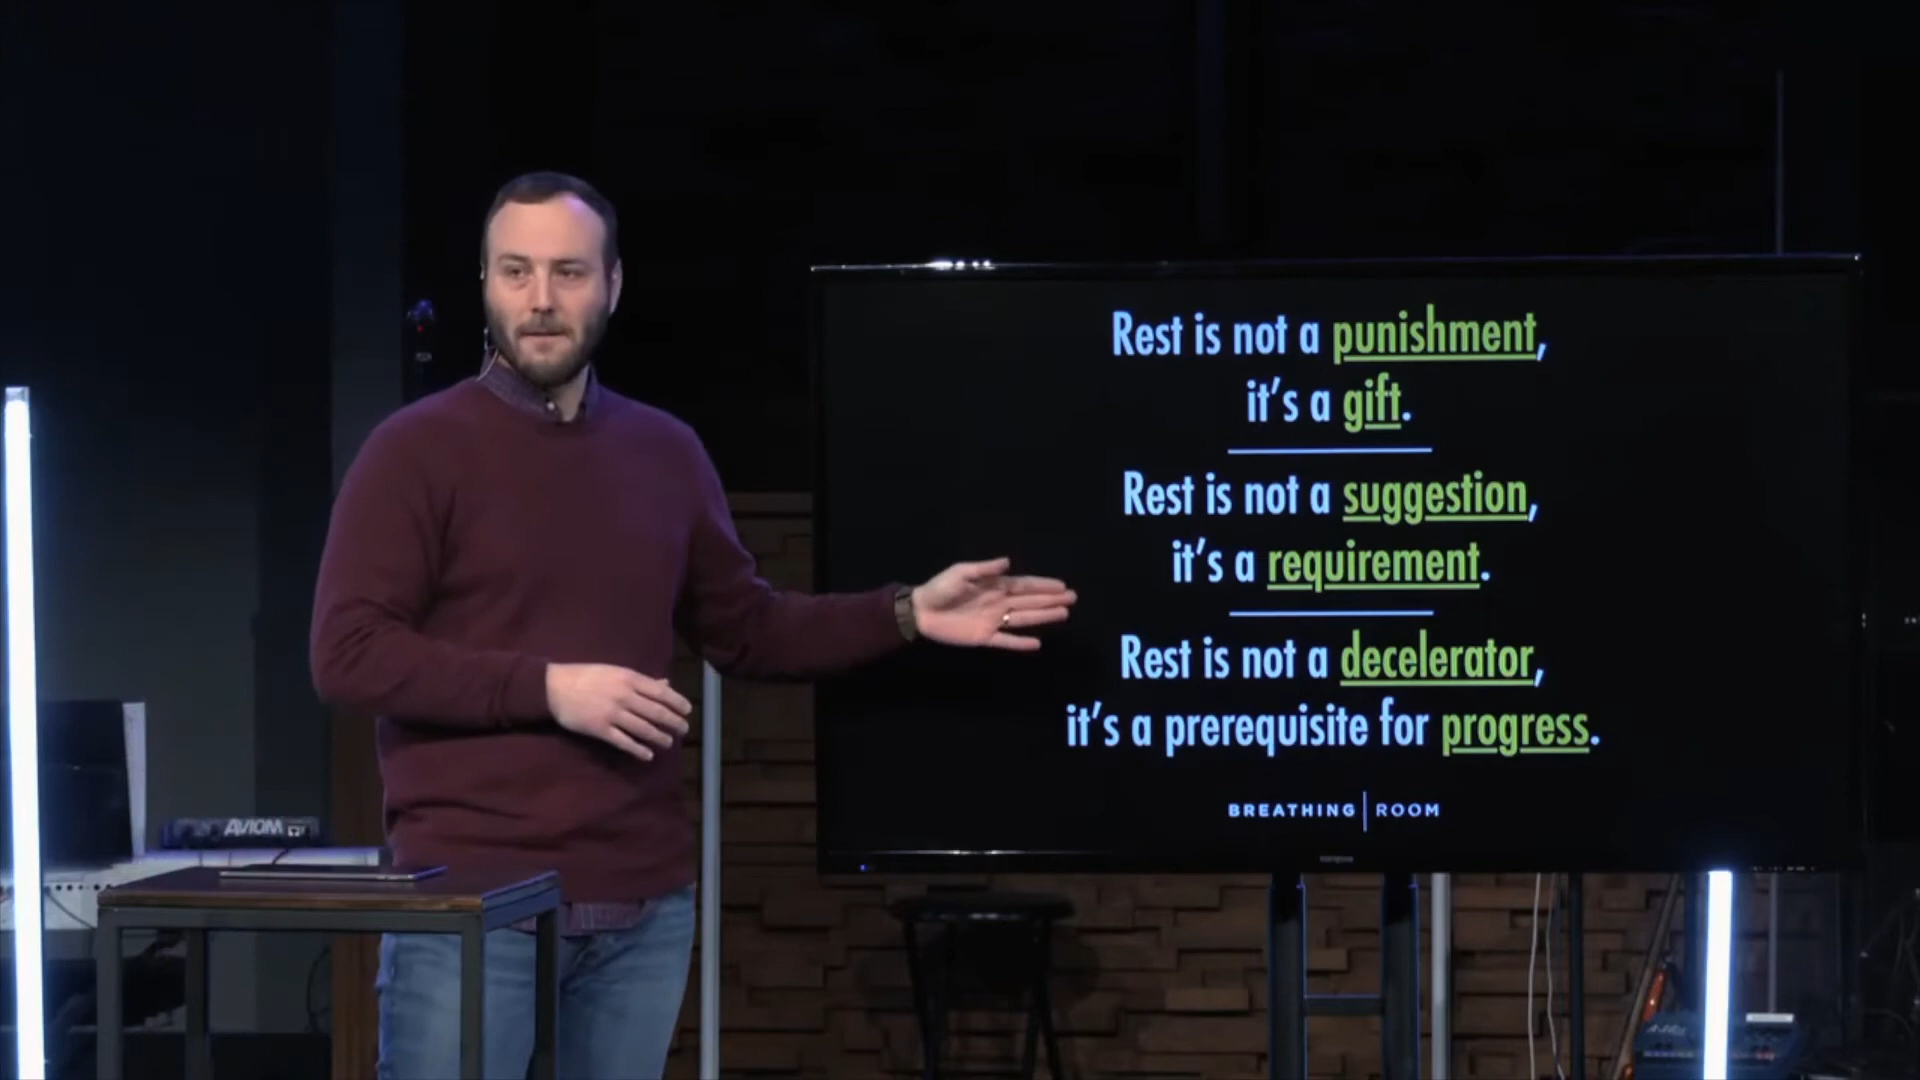 Rest is not a punishment,
it's a gift.
Rest is not a suggestion,
it's a requirement.
Rest is not a decelerator,
it's a prerequisite for progress.
BREATHING | ROOM
AVIOM